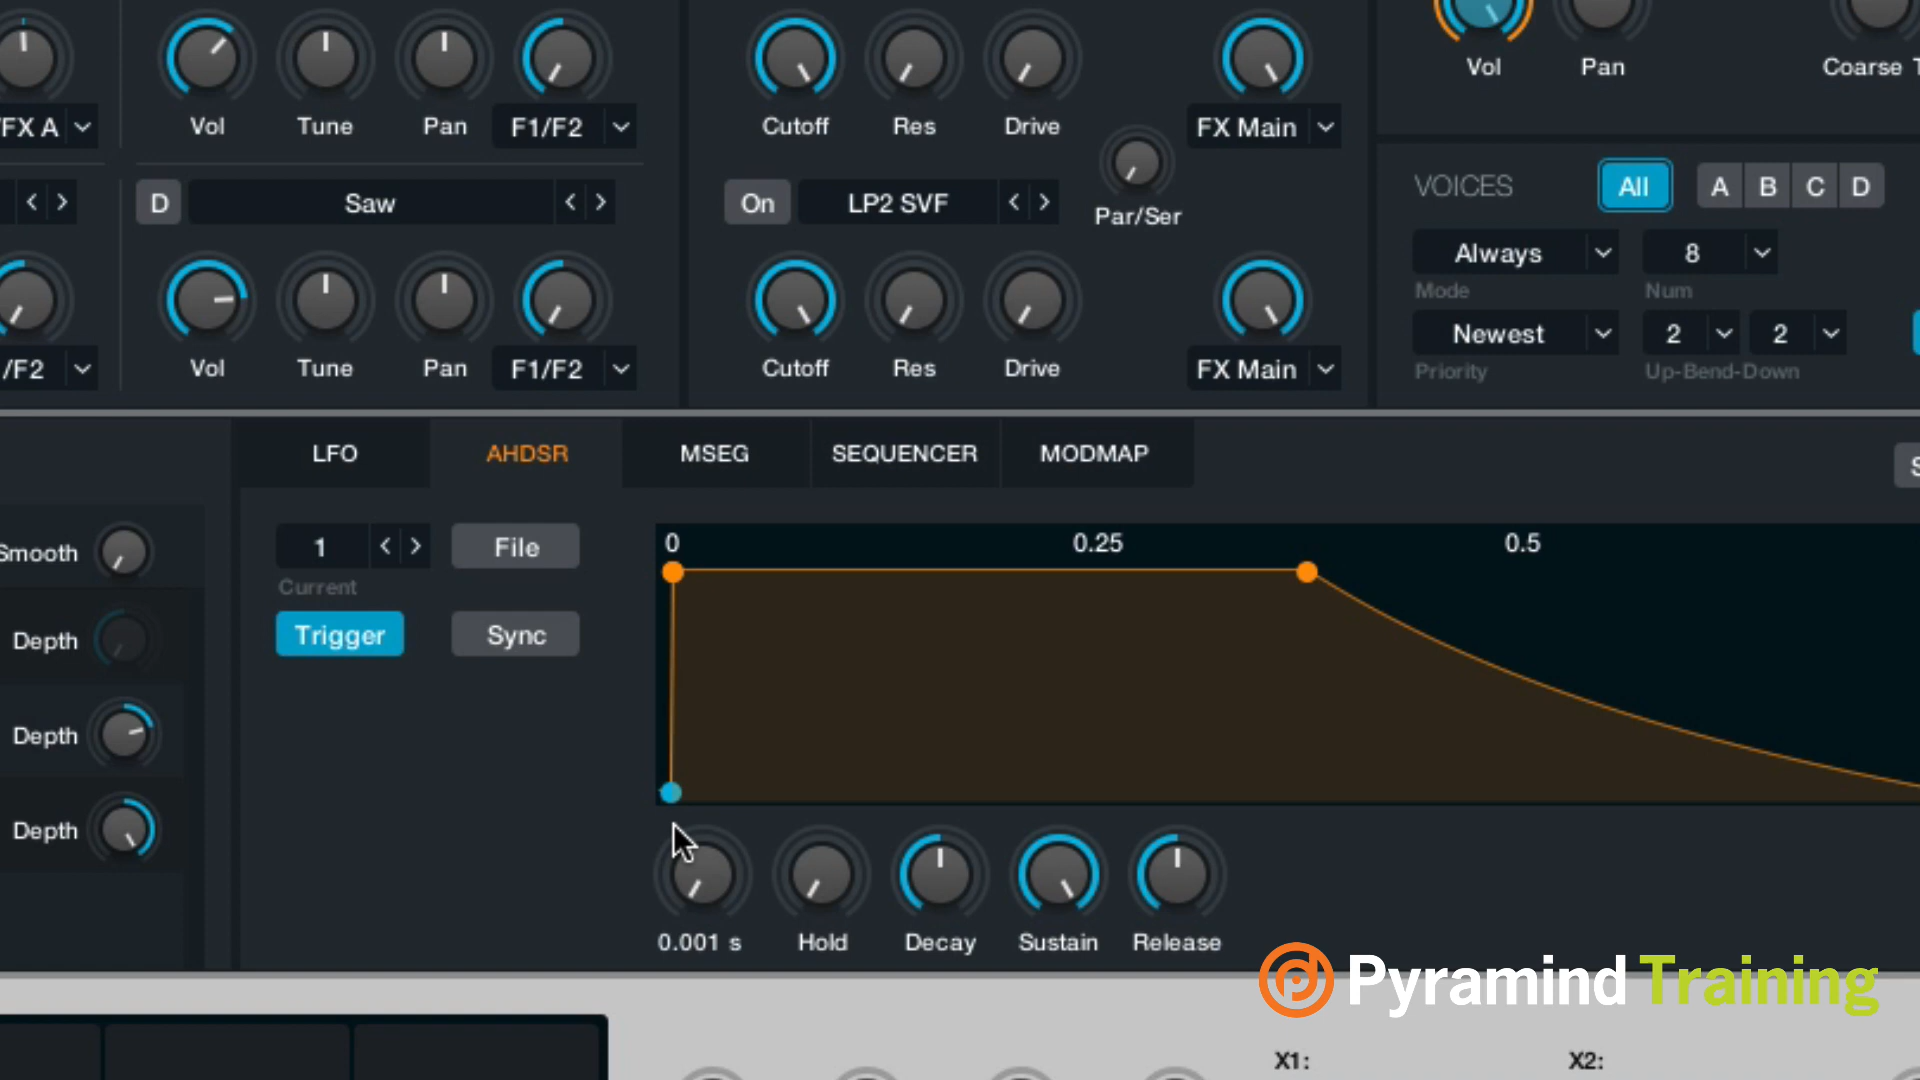 Vol
Pan
Coarse T
Vol
Tune
Pan
F1/F2
Cutoff
Res
Drive
FX Main
FX A
VOICES
All
A
B
C
D
D
Saw
On
LP2 SVF
Par/Ser
Always
8
Mode
Num
Newest
2
2
Priority
Up-Bend-Down
/F2
Vol
Tune
Pan
F1/F2
Cutoff
Res
Drive
FX Main
LFO
AHDSR
MSEG
SEQUENCER
MODMAP
S
Smooth
1
File
Current
Trigger
Sync
0
0.25
0.5
Depth
Depth
Depth
0.001 s
Hold
Decay
Sustain
Release
Pyramind Training
X1:
X2: